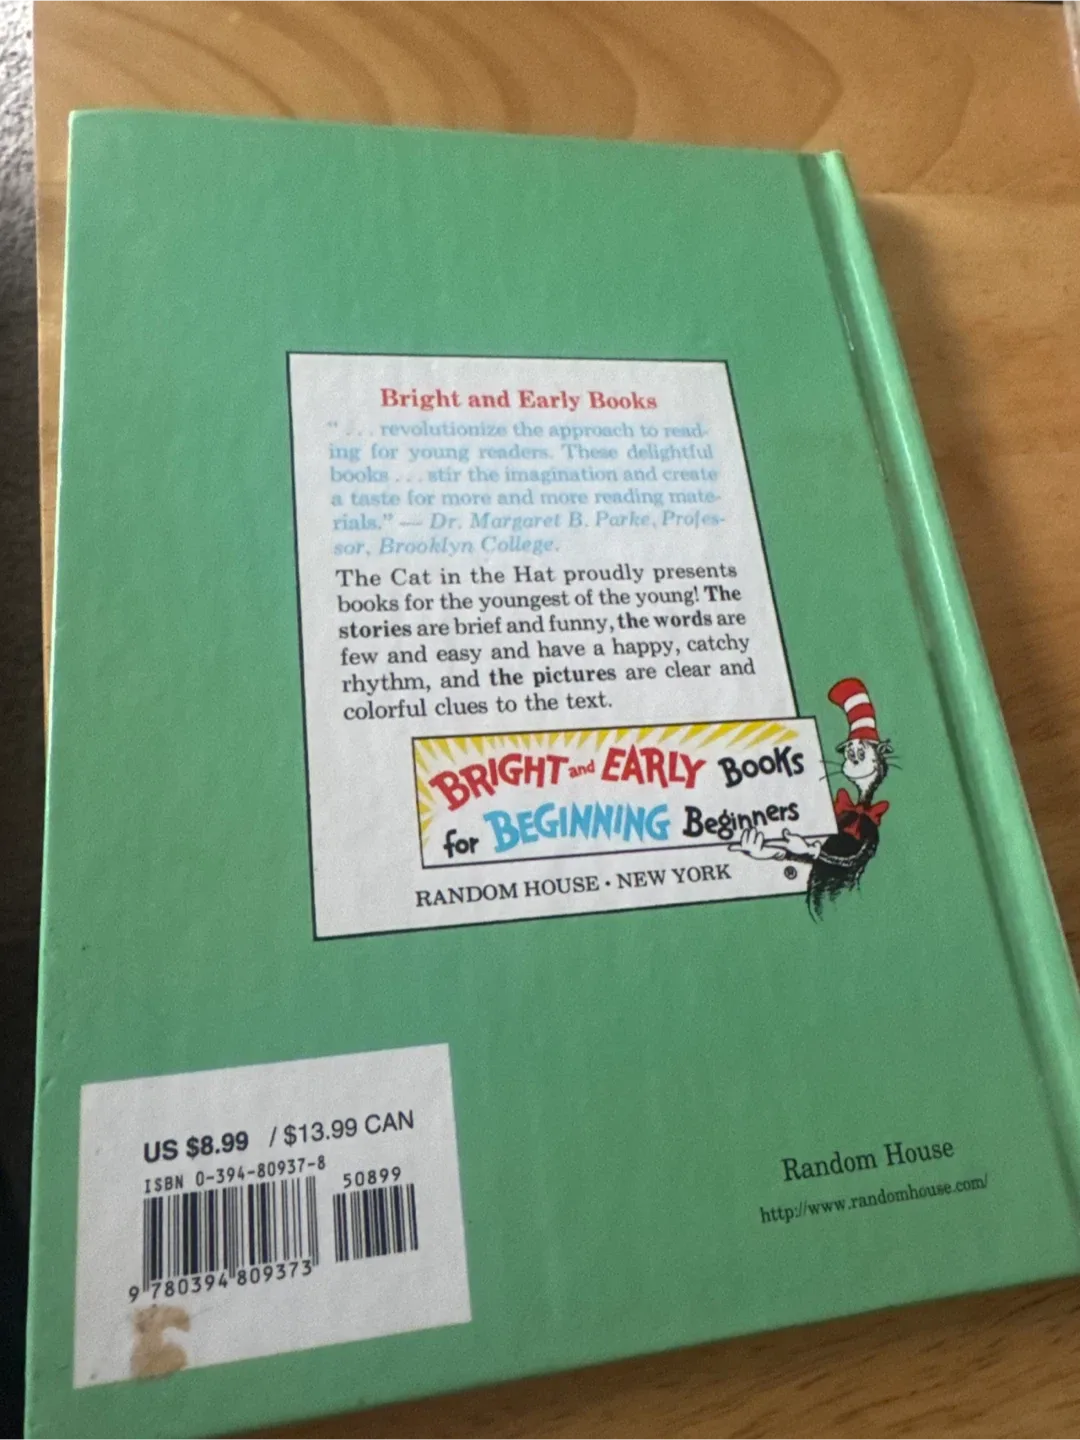 Bright and Early Books
" . . . revolutionize the approach to read-
ing for young readers. These delightful
books . . . stir the imagination and create
a taste for more and more reading mate-
rials." — Dr. Margaret B. Parke, Profes-
sor, Brooklyn College.
The Cat in the Hat proudly presents
books for the youngest of the young! The
stories are brief and funny, the words are
few and easy and have a happy, catchy
rhythm, and the pictures are clear and
colorful clues to the text.
BRIGHT and EARLY BOOKS
for BEGINNING Beginners
RANDOM HOUSE • NEW YORK ®
US $8.99 / $13.99 CAN
ISBN 0-394-80937-8
50899
9 780394 809373
Random House
http://www.randomhouse.com/